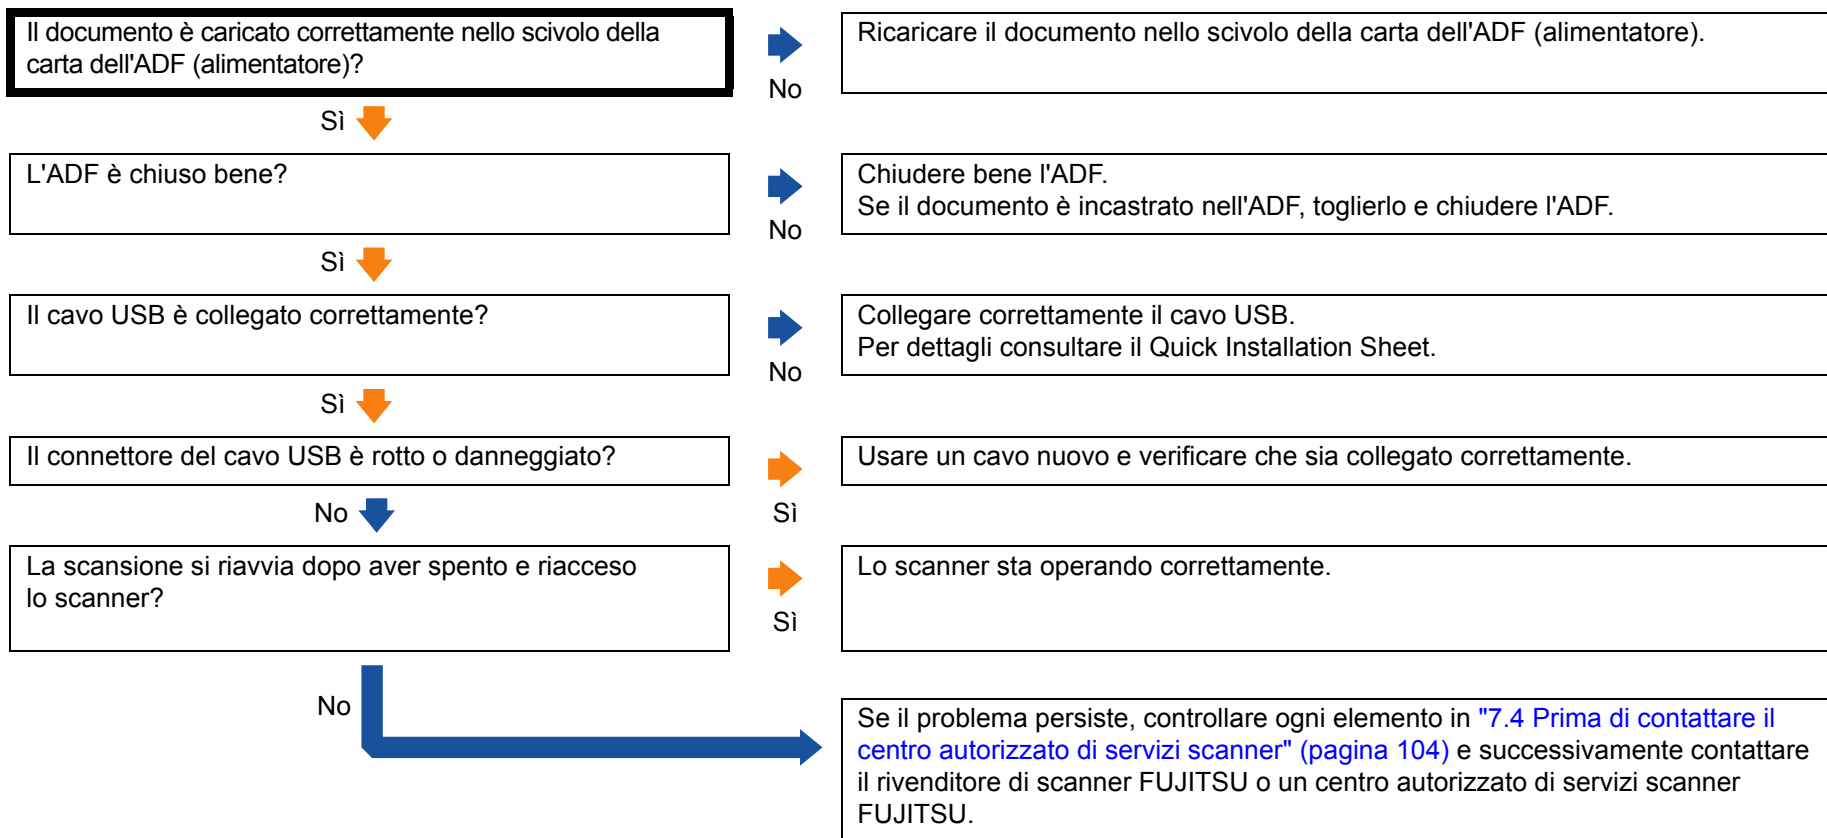 Il documento è caricato correttamente nello scivolo della
carta dell'ADF (alimentatore)?
No
Ricaricare il documento nello scivolo della carta dell'ADF (alimentatore).
Sì
L'ADF è chiuso bene?
No
Chiudere bene l'ADF.
Se il documento è incastrato nell'ADF, toglierlo e chiudere l'ADF.
Sì
Il cavo USB è collegato correttamente?
No
Collegare correttamente il cavo USB.
Per dettagli consultare il Quick Installation Sheet.
Sì
Il connettore del cavo USB è rotto o danneggiato?
Sì
Usare un cavo nuovo e verificare che sia collegato correttamente.
No
La scansione si riavvia dopo aver spento e riacceso
lo scanner?
Sì
Lo scanner sta operando correttamente.
No
Se il problema persiste, controllare ogni elemento in "7.4 Prima di contattare il
centro autorizzato di servizi scanner" (pagina 104) e successivamente contattare
il rivenditore di scanner FUJITSU o un centro autorizzato di servizi scanner
FUJITSU.